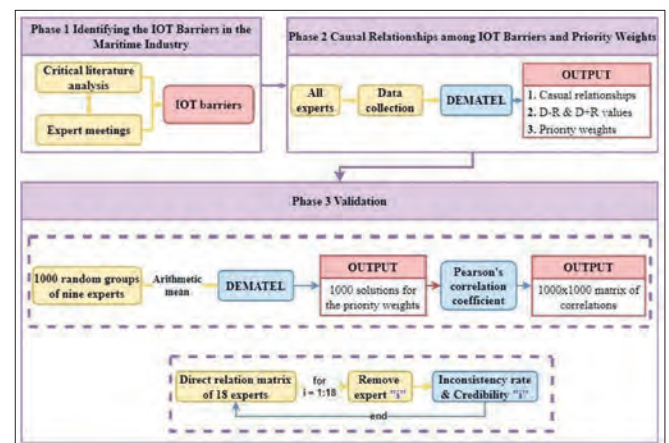 Phase 1 Identifying the IOT Barriers in the
Maritime Industry
Critical literature
analysis
Expert meetings
IOT barriers
Phase 2 Causal Relationships among IOT Barriers and Priority Weights
All
experts
Data
collection
DEMATEL
OUTPUT
1. Casual relationships
2. D-R & D+R values
3. Priority weights
Phase 3 Validation
1000 random groups
of nine experts
Arithmetic
mean
DEMATEL
OUTPUT
1000 solutions for
the priority weights
Pearson's
correlation
coefficient
OUTPUT
1000x1000 matrix of
correlations
Direct relation matrix
of 18 experts
for
i = 1:18
Remove
expert "i"
Inconsistency rate
& Credibility "i"
end